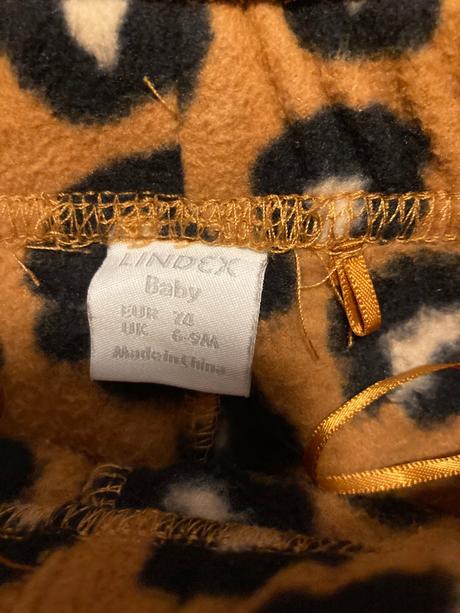 LINDEX
Baby
EUR 74
UK 6-9M
Made in China